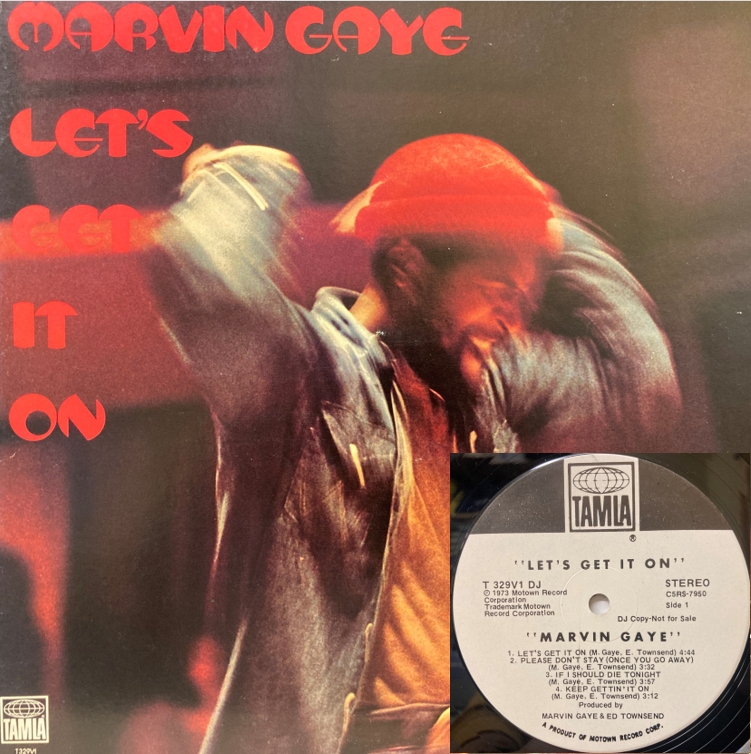 MARVIN GAYE
LET'S
GET
IT
ON
TAMLA
T329V1
TAMLA
®
"LET'S GET IT ON"
T 329V1 DJ
℗ 1973 Motown Record
Corporation
Trademark Motown
Record Corporation
STEREO
C5RS-7950
Side 1
DJ Copy-Not for Sale
"MARVIN GAYE"
1. LET'S GET IT ON (M. Gaye, E. Townsend) 4:44
2. PLEASE DON'T STAY (ONCE YOU GO AWAY)
(M. Gaye, E. Townsend) 3:32
3. IF I SHOULD DIE TONIGHT
(M. Gaye, E. Townsend) 3:57
4. KEEP GETTIN' IT ON
(M. Gaye, E. Townsend) 3:12
Produced by
MARVIN GAYE & ED TOWNSEND
A PRODUCT OF MOTOWN RECORD CORP.